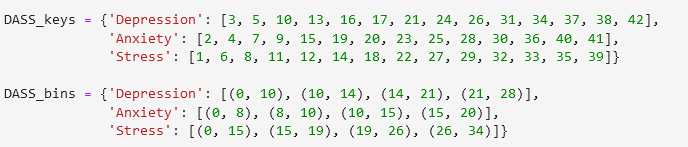 DASS_keys = {'Depression': [3, 5, 10, 13, 16, 17, 21, 24, 26, 31, 34, 37, 38, 42],
'Anxiety': [2, 4, 7, 9, 15, 19, 20, 23, 25, 28, 30, 36, 40, 41],
'Stress': [1, 6, 8, 11, 12, 14, 18, 22, 27, 29, 32, 33, 35, 39]}
DASS_bins = {'Depression': [(0, 10), (10, 14), (14, 21), (21, 28)],
'Anxiety': [(0, 8), (8, 10), (10, 15), (15, 20)],
'Stress': [(0, 15), (15, 19), (19, 26), (26, 34)]}